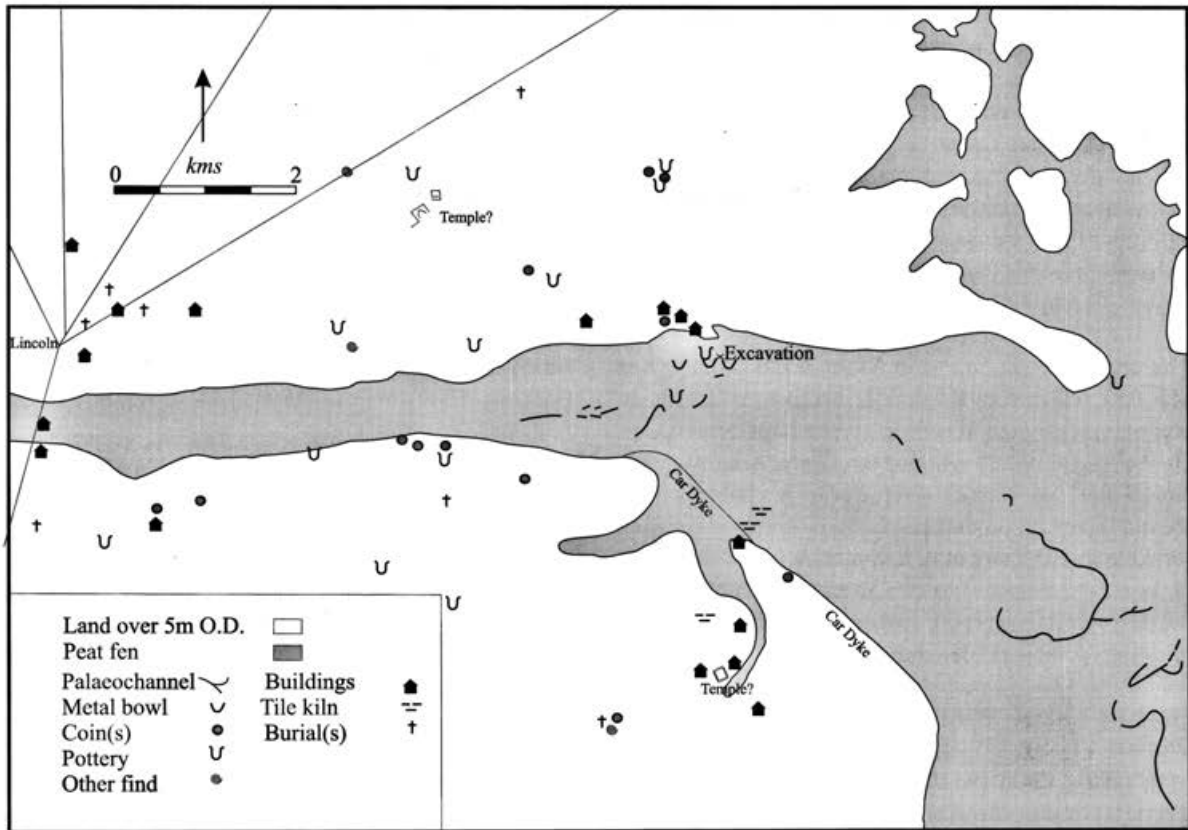 kms
0 2
Temple?
Lincoln
Excavation
Car Dyke
Car Dyke
Temple?
Land over 5m O.D.
Peat fen
Palaeochannel Buildings
Metal bowl Tile kiln
Coin(s) Burial(s)
Pottery
Other find